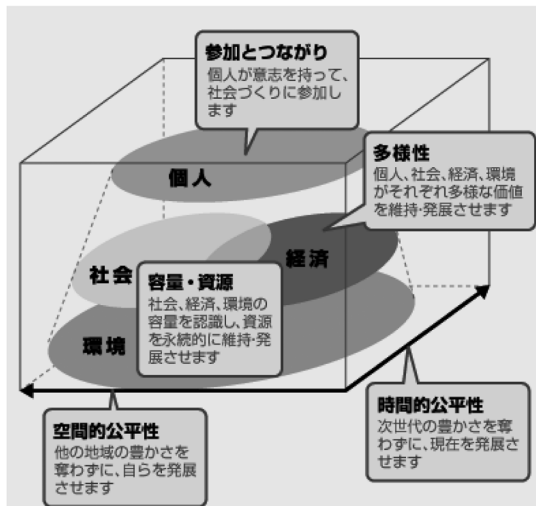 参加とつながり
個人が意志を持って、
社会づくりに参加し
ます
個人
多様性
個人、社会、経済、環境
がそれぞれ多様な価値
を維持・発展させます
社会
経済
容量・資源
社会、経済、環境の
容量を認識し、資源
を永続的に維持・発
展させます
環境
空間的公平性
他の地域の豊かさを
奪わずに、自らを発展
させます
時間的公平性
次世代の豊かさを奪
わずに、現在を発展さ
せます